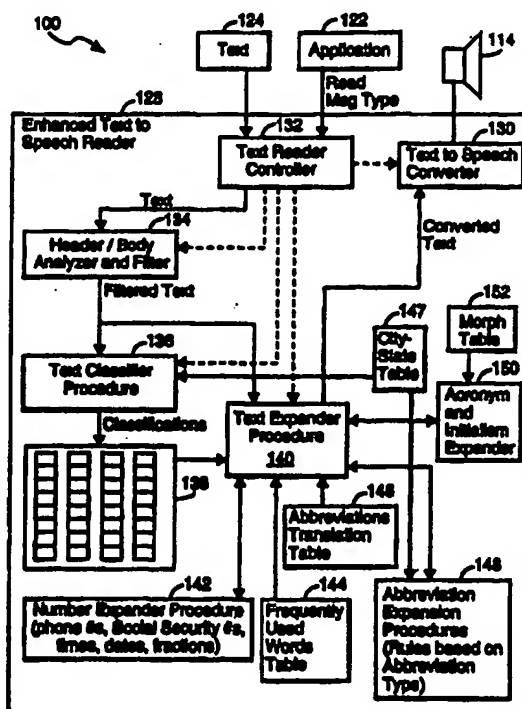 100
124
122
114
Text
Application
Read
Msg Type
128
Enhanced Text to
Speech Reader
132
Text Reader
Controller
130
Text to Speech
Converter
Text
134
Header / Body
Analyzer and Filter
Converted
Text
Filtered Text
136
Text Classifier
Procedure
147
City-
State
Table
152
Morph
Table
150
Acronym
and
Initialism
Expander
Classifications
Text Expander
Procedure
140
138
Abbreviations
Translation
Table
142
Number Expander Procedure
(phone #s, Social Security #s,
times, dates, fractions)
144
Frequently
Used
Words
Table
Abbreviation
Expansion
Procedures
(Rules based on
Abbreviation
Type)